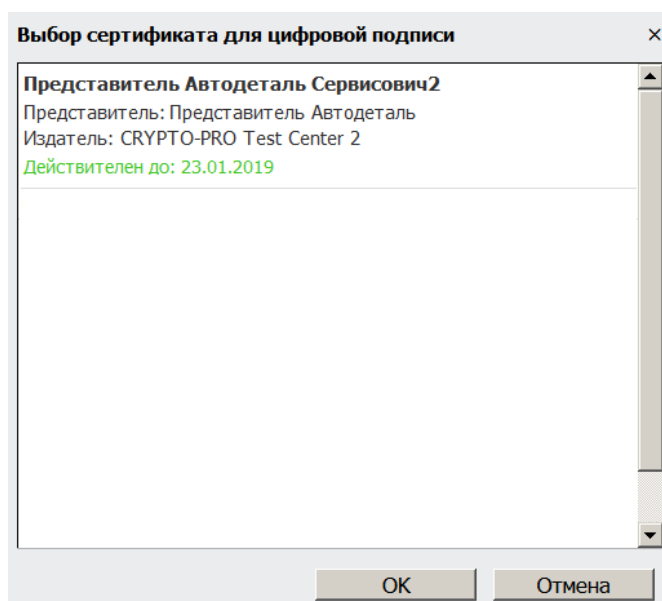 Выбор сертификата для цифровой подписи
Представитель Автодеталь Сервисович2
Представитель: Представитель Автодеталь
Издатель: CRYPTO-PRO Test Center 2
Действителен до: 23.01.2019
OK
Отмена